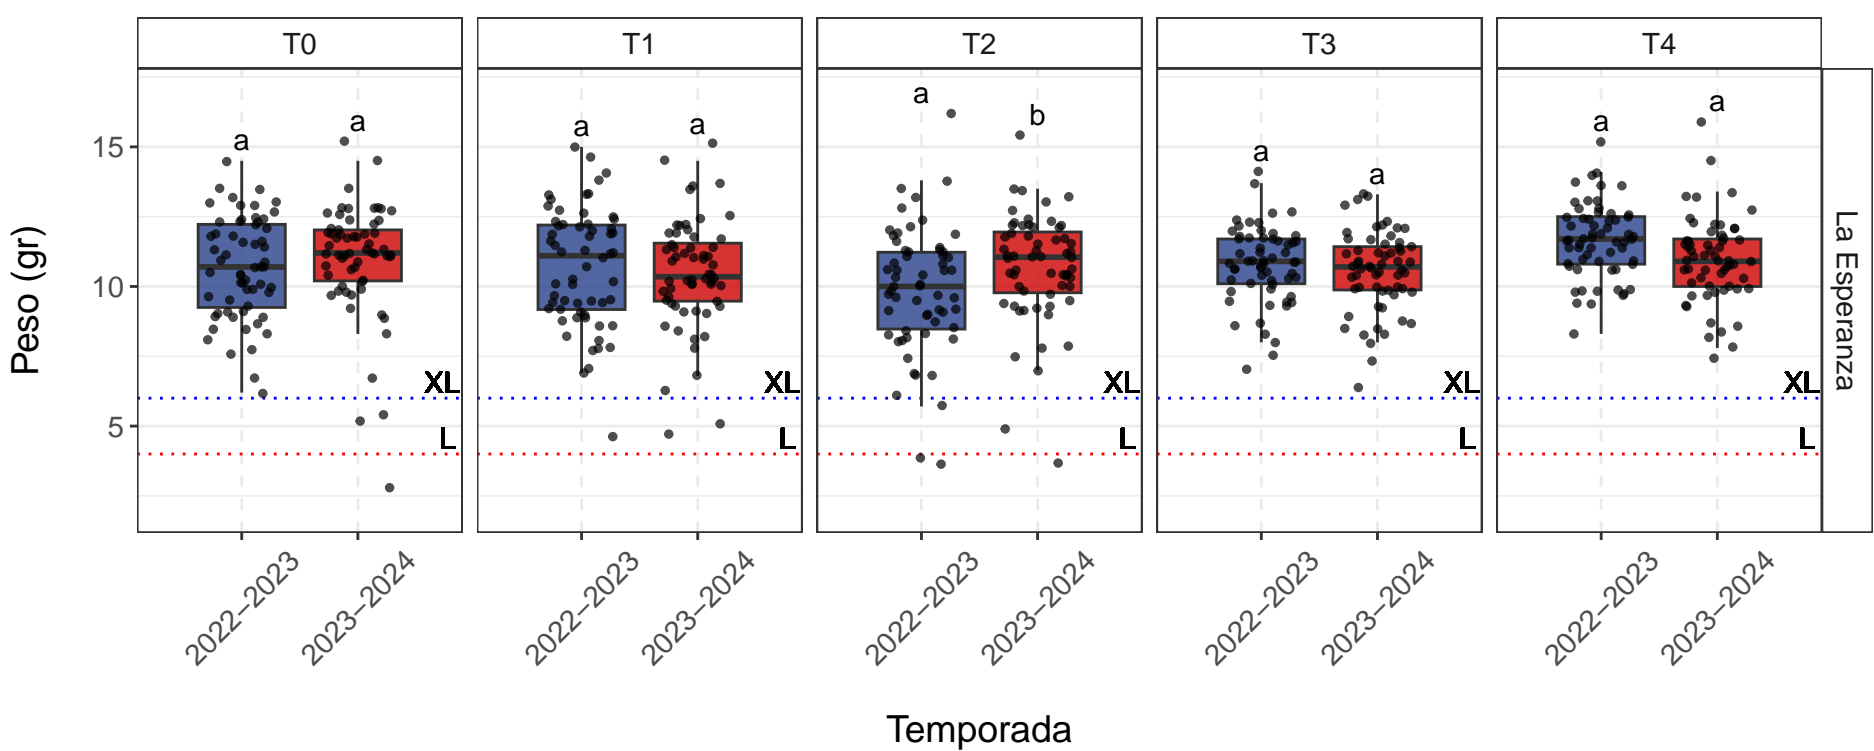 T0 T1 T2 T3 T4
a a a a a b a a a a
15
10
5
XL XL XL XL XL
L L L L L
La Esperanza
Peso (gr)
2022−2023 2023−2024 2022−2023 2023−2024 2022−2023 2023−2024 2022−2023 2023−2024 2022−2023 2023−2024
Temporada